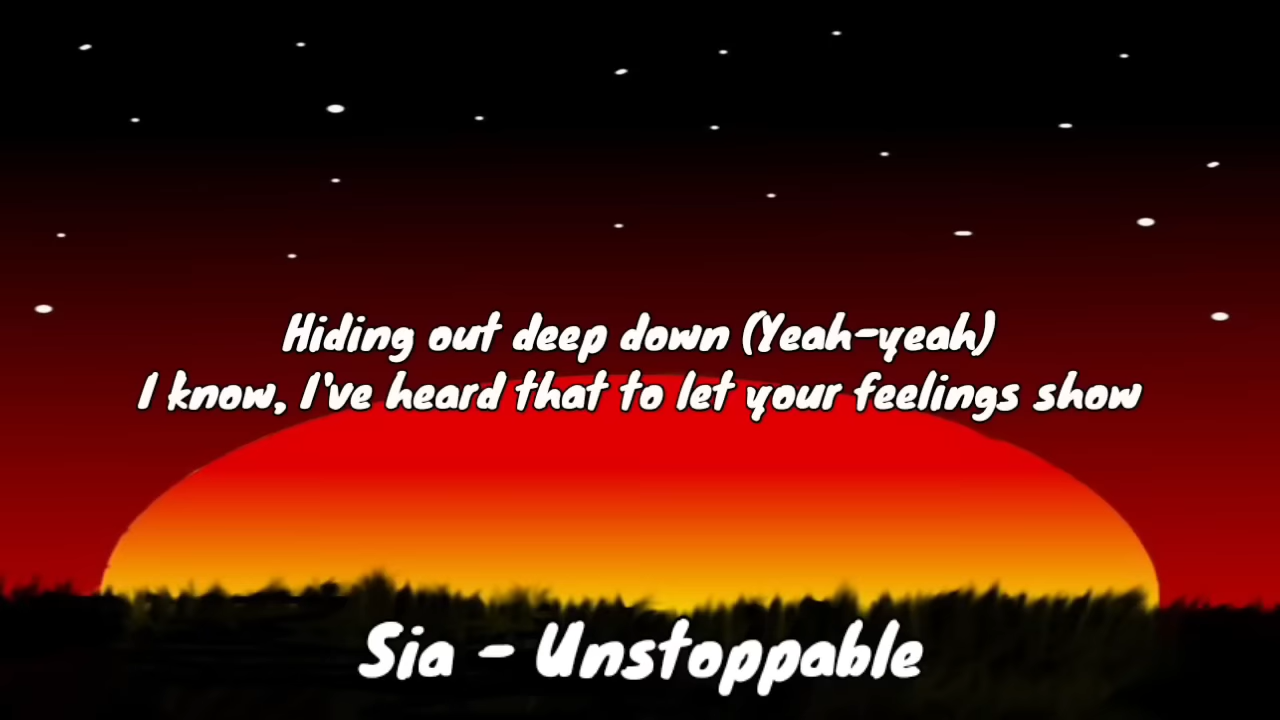 Hiding out deep down (Yeah-yeah)
I know, I've heard that to let your feelings show
Sia - Unstoppable